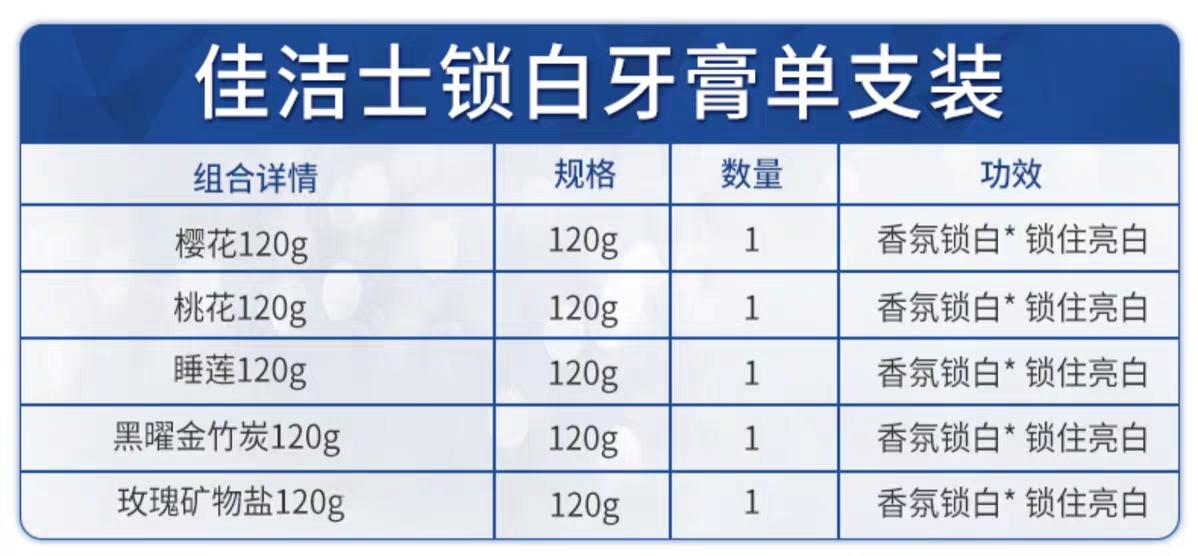 佳洁士锁白牙膏单支装
组合详情 规格 数量 功效
樱花120g 120g 1 香氛锁白* 锁住亮白
桃花120g 120g 1 香氛锁白* 锁住亮白
睡莲120g 120g 1 香氛锁白* 锁住亮白
黑曜金竹炭120g 120g 1 香氛锁白* 锁住亮白
玫瑰矿物盐120g 120g 1 香氛锁白* 锁住亮白